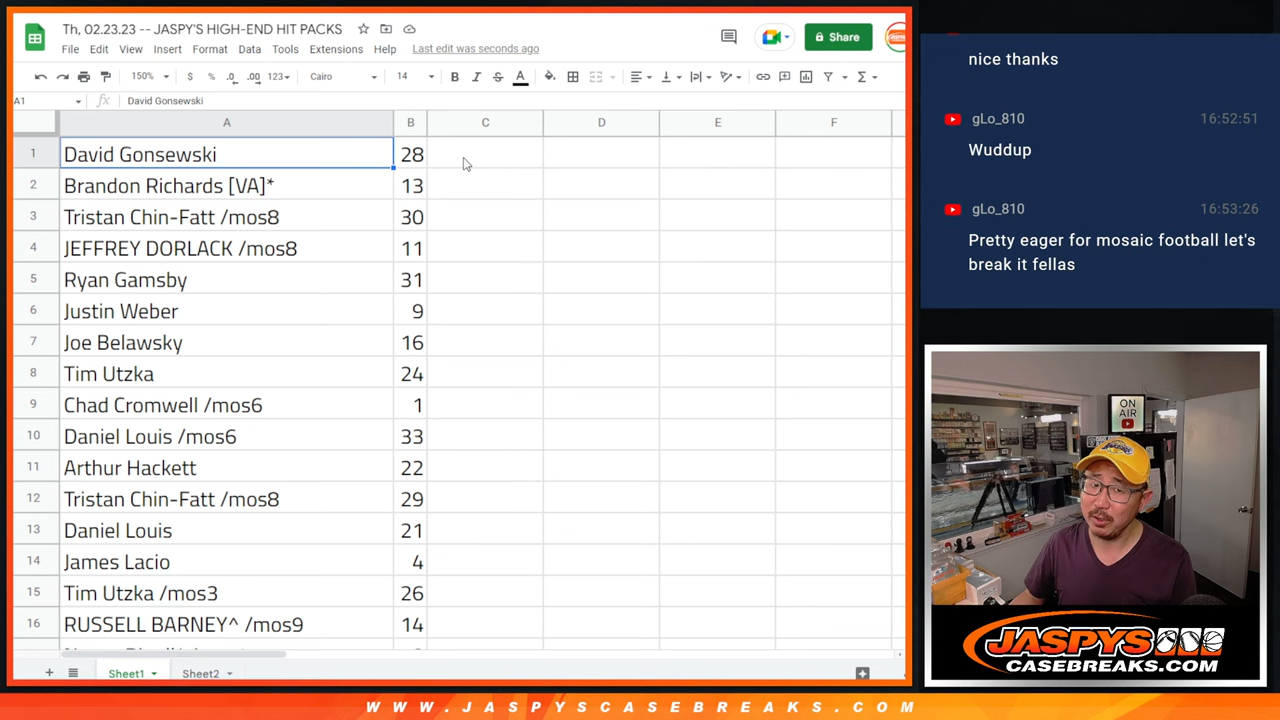 Th, 02.23.23 -- JASPY'S HIGH-END HIT PACKS
File Edit View Insert Format Data Tools Extensions Help Last edit was seconds ago
Share
150% $ % .0 .00 123 Cairo 14 B I S A
A1 fx David Gonsewski
A B C D E F
1 David Gonsewski 28
2 Brandon Richards [VA]* 13
3 Tristan Chin-Fatt /mos8 30
4 JEFFREY DORLACK /mos8 11
5 Ryan Gamsby 31
6 Justin Weber 9
7 Joe Belawsky 16
8 Tim Utzka 24
9 Chad Cromwell /mos6 1
10 Daniel Louis /mos6 33
11 Arthur Hackett 22
12 Tristan Chin-Fatt /mos8 29
13 Daniel Louis 21
14 James Lacio 4
15 Tim Utzka /mos3 26
16 RUSSELL BARNEY^ /mos9 14
Sheet1 Sheet2
nice thanks
gLo_810 16:52:51
Wuddup
gLo_810 16:53:26
Pretty eager for mosaic football let's
break it fellas
ON
AIR
JASPYS
CASEBREAKS.COM
WWW.JASPYSCASEBREAKS.COM